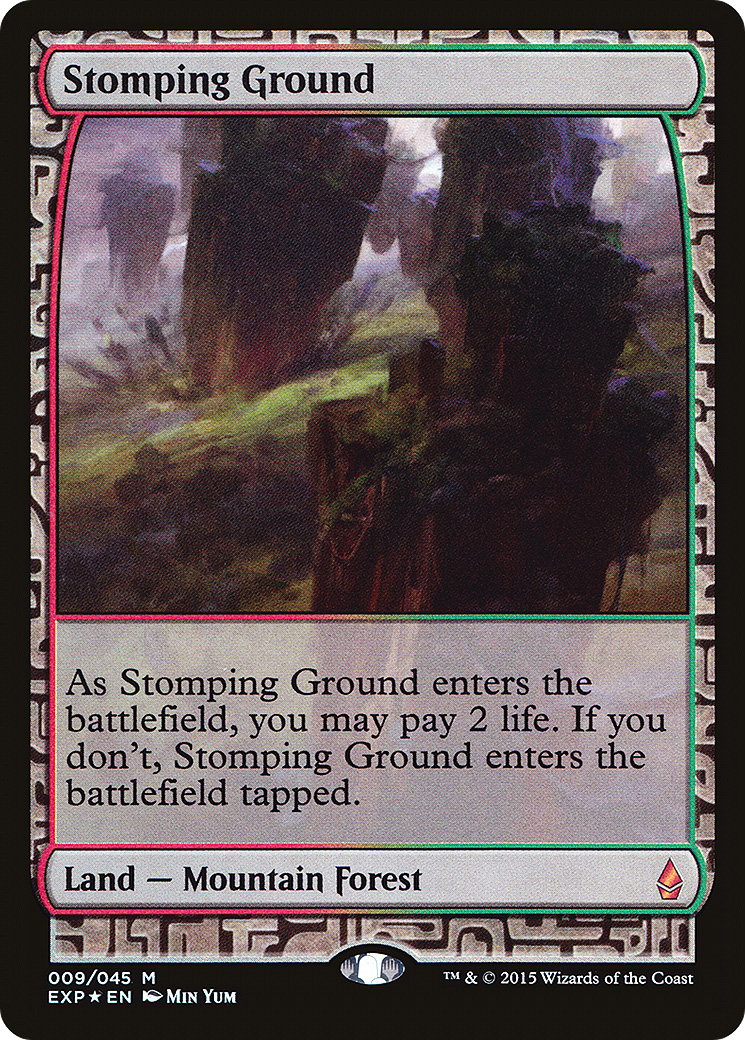 Stomping Ground
As Stomping Ground enters the
battlefield, you may pay 2 life. If you
don't, Stomping Ground enters the
battlefield tapped.
Land — Mountain Forest
009/045 M
EXP★EN Min Yum
™ & © 2015 Wizards of the Coast